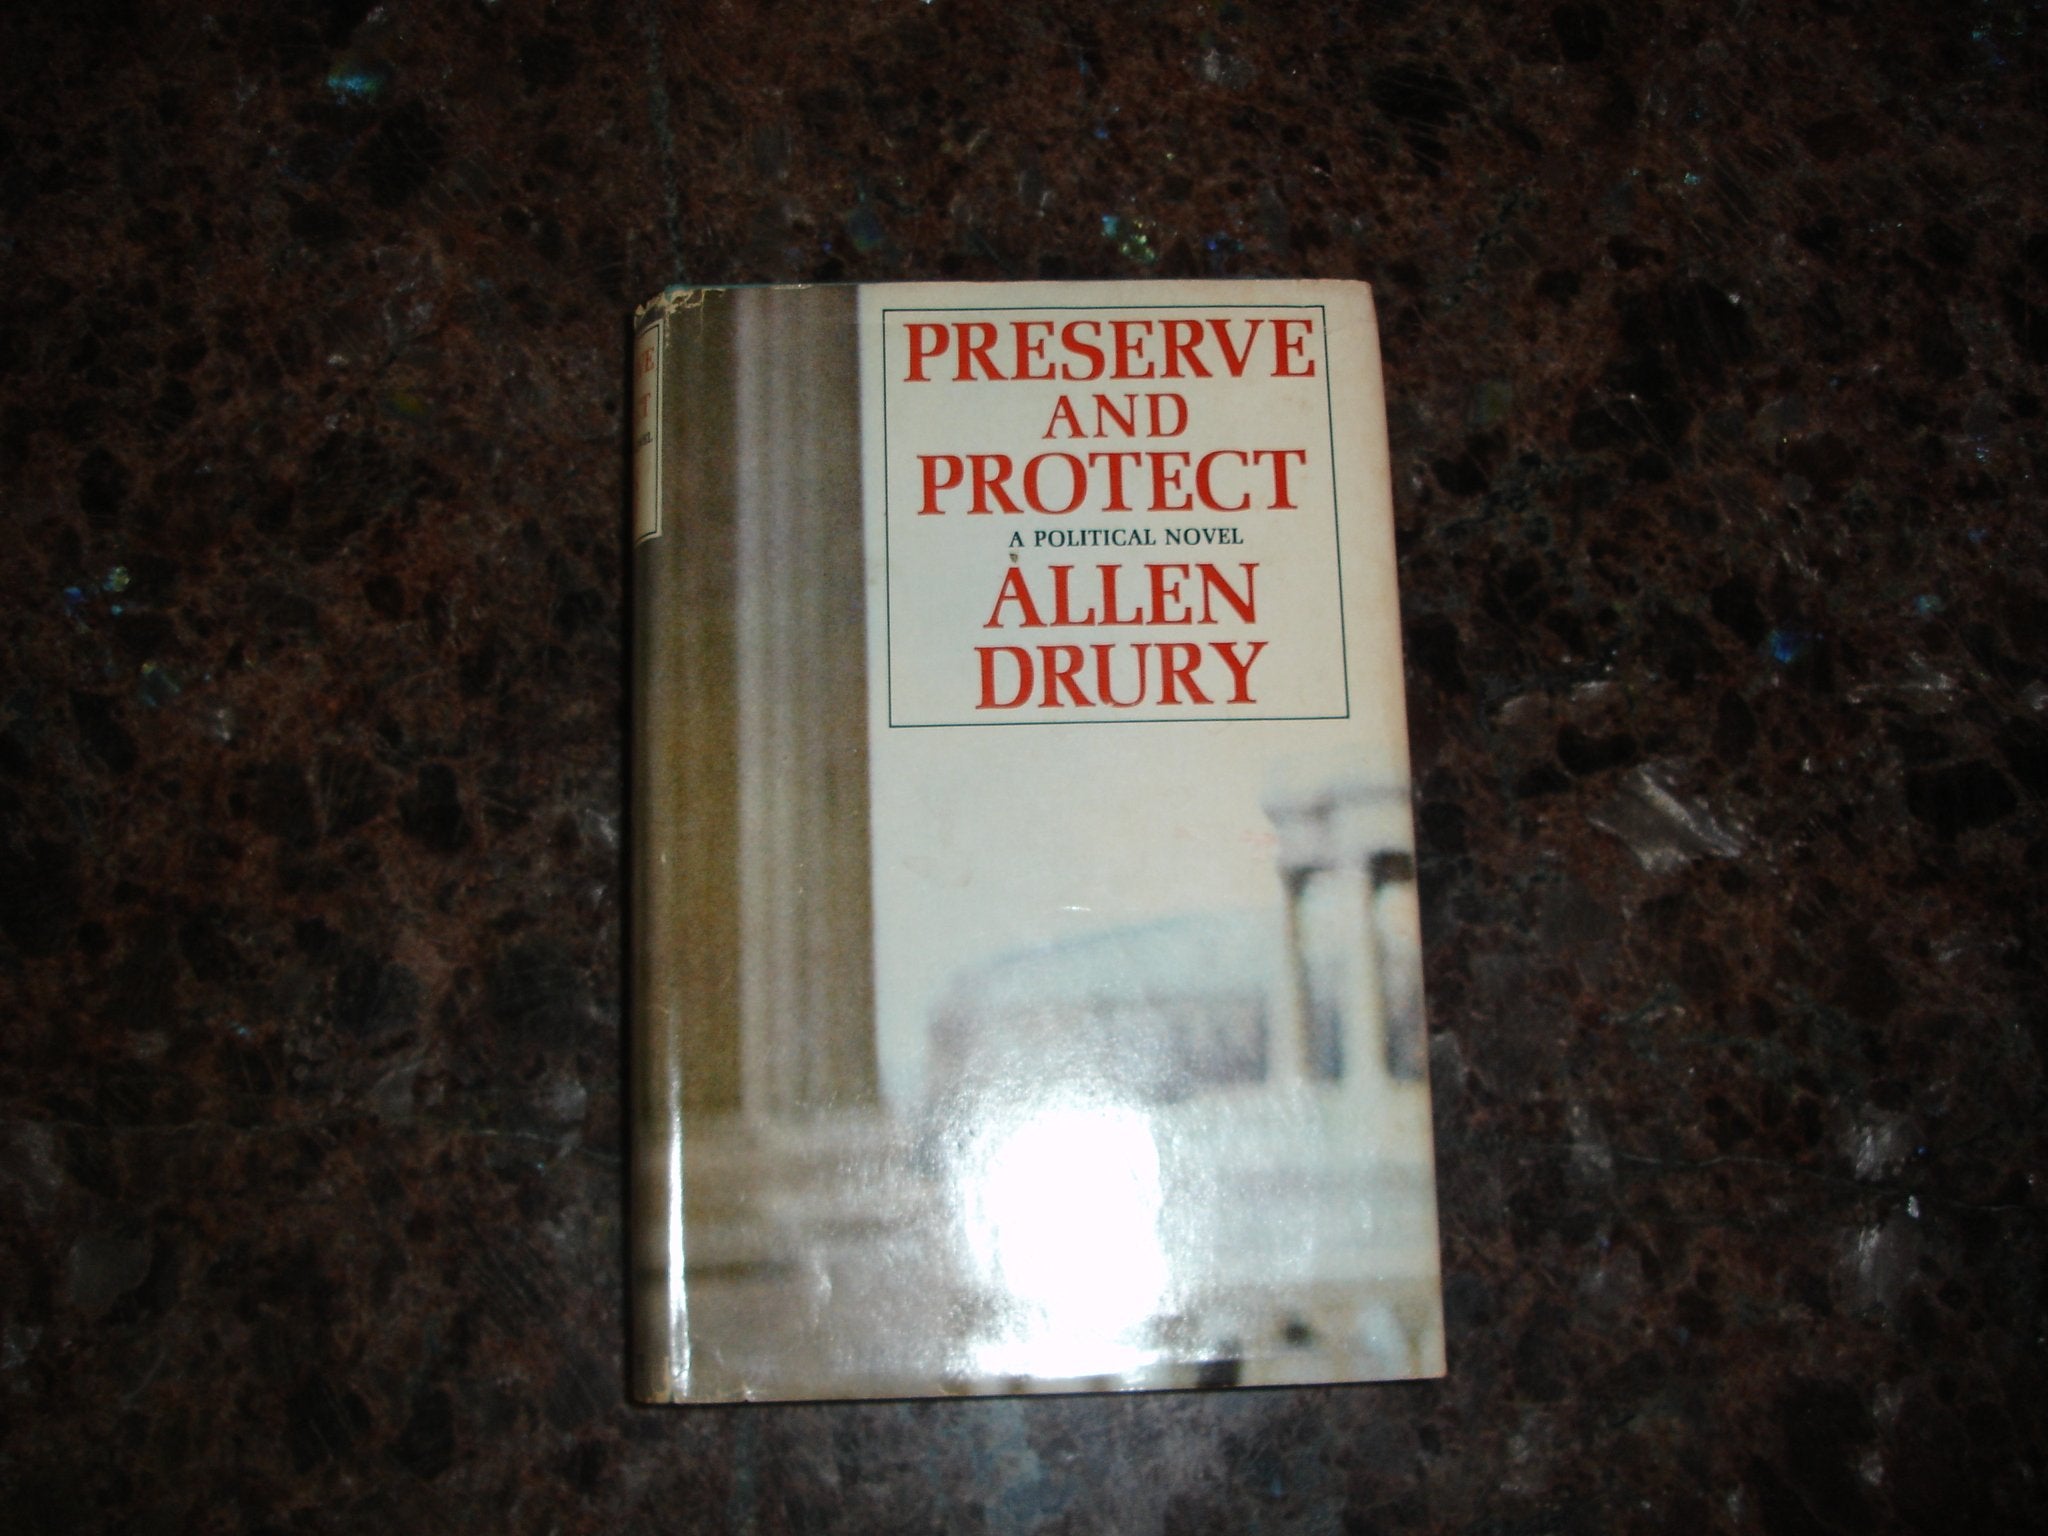 PRESERVE
AND
PROTECT
A POLITICAL NOVEL
ALLEN
DRURY